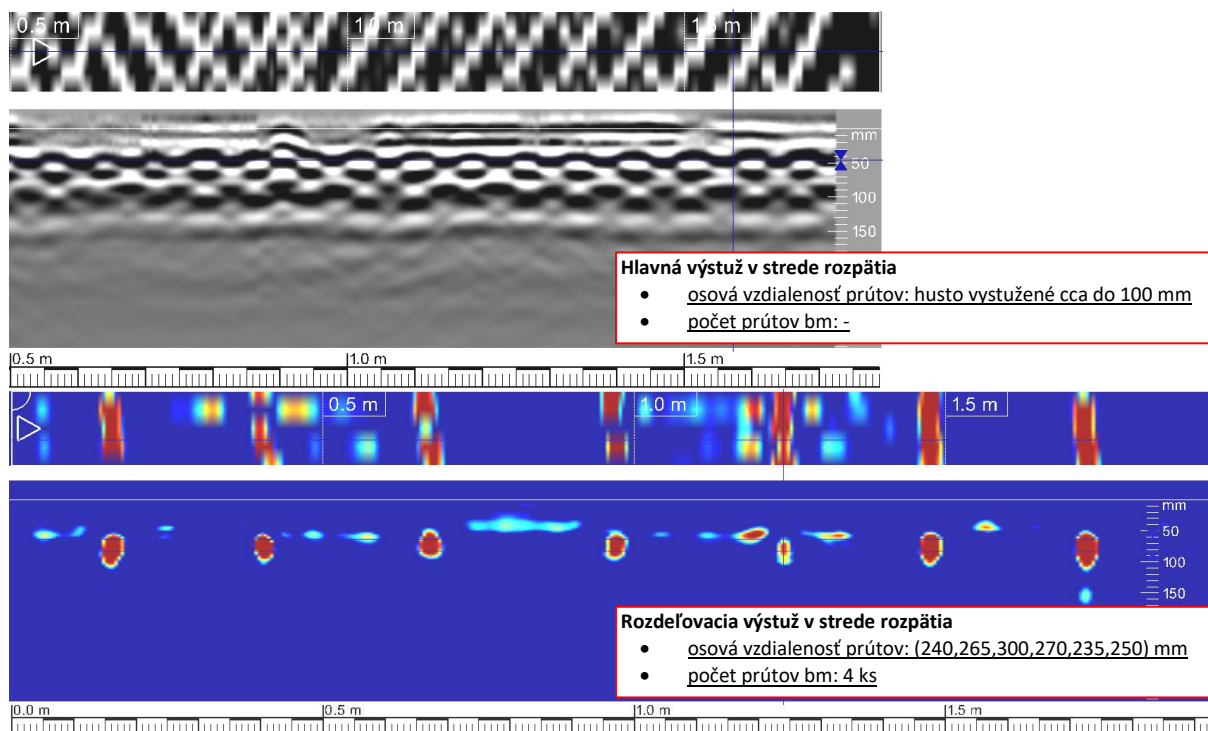 0.5 m 1.0 m 1.5 m
mm
50
100
150
Hlavná výstuž v strede rozpätia
• osová vzdialenosť prútov: husto vystužené cca do 100 mm
• počet prútov bm: -
0.5 m 1.0 m 1.5 m
0.5 m 1.0 m 1.5 m
mm
50
100
150
Rozdeľovacia výstuž v strede rozpätia
• osová vzdialenosť prútov: (240,265,300,270,235,250) mm
• počet prútov bm: 4 ks
0.0 m 0.5 m 1.0 m 1.5 m